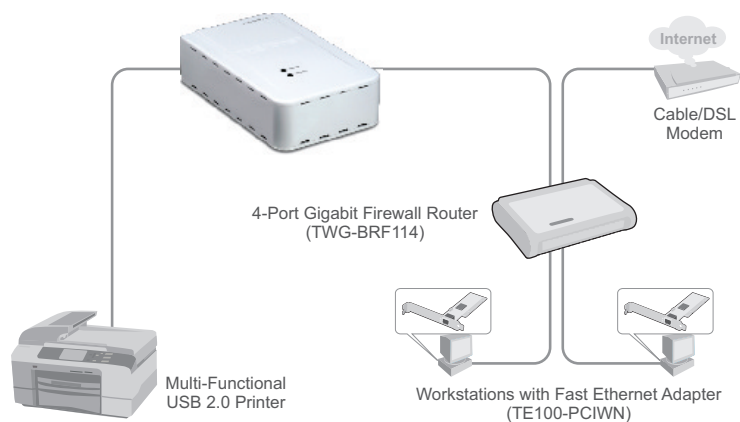 Internet
Cable/DSL
Modem
4-Port Gigabit Firewall Router
(TWG-BRF114)
Multi-Functional
USB 2.0 Printer
Workstations with Fast Ethernet Adapter
(TE100-PCIWN)